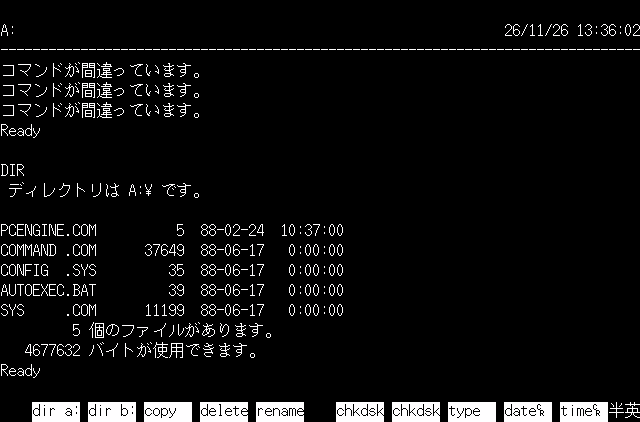 A: 26/11/26 13:36:02
コマンドが間違っています。
コマンドが間違っています。
コマンドが間違っています。
Ready
DIR
ディレクトリは A:¥ です。
PCENGINE.COM 5 88-02-24 10:37:00
COMMAND .COM 37649 88-06-17 0:00:00
CONFIG .SYS 35 88-06-17 0:00:00
AUTOEXEC.BAT 39 88-06-17 0:00:00
SYS .COM 11199 88-06-17 0:00:00
5 個のファイルがあります。
4677632 バイトが使用できます。
Ready
dir a: dir b: copy delete rename chkdsk chkdsk type date␍ time␍ 半英